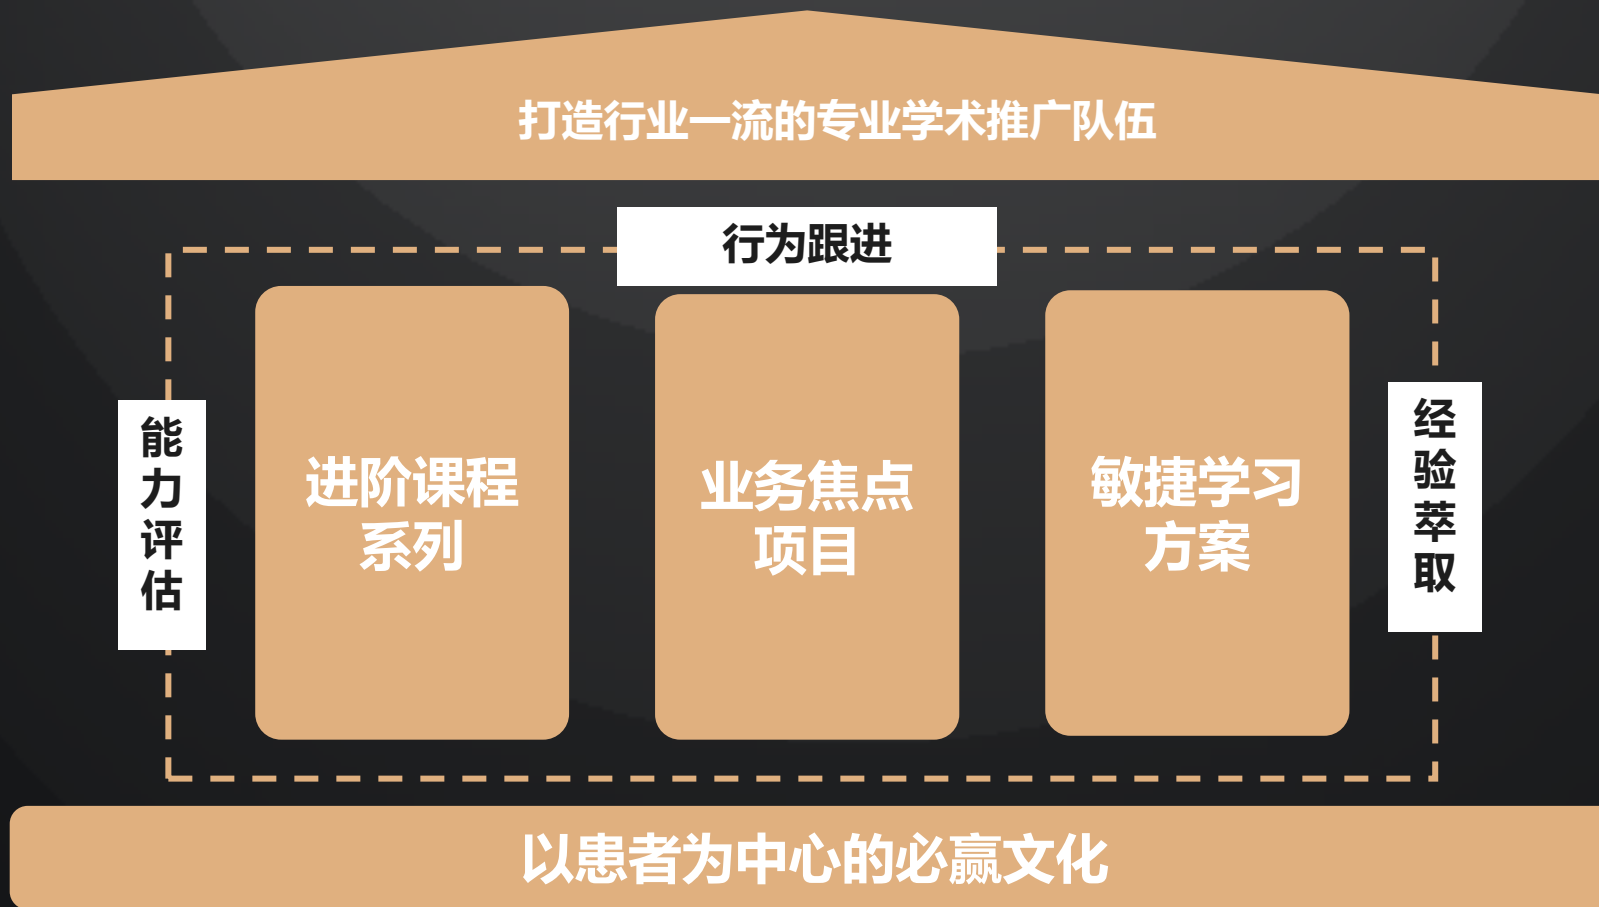 打造行业一流的专业学术推广队伍
行为跟进
能
力
评
估
进阶课程
系列
业务焦点
项目
敏捷学习
方案
经
验
萃
取
以患者为中心的必赢文化